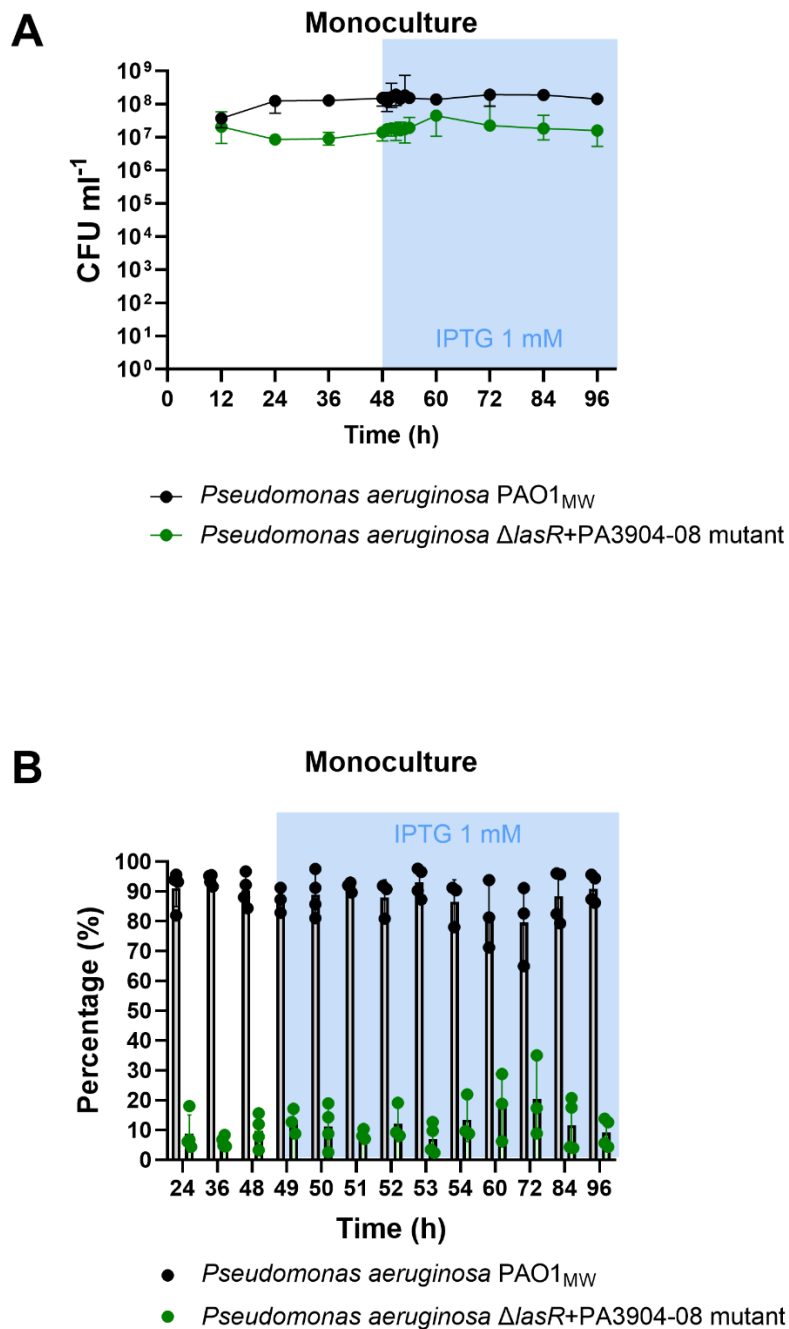 A
Monoculture
10⁹
10⁸
10⁷
10⁶
10⁵
10⁴
10³
10²
10¹
10⁰
CFU ml⁻¹
IPTG 1 mM
0 12 24 36 48 60 72 84 96
Time (h)
Pseudomonas aeruginosa PAO1MW
Pseudomonas aeruginosa ΔlasR+PA3904-08 mutant
B
Monoculture
IPTG 1 mM
100
90
80
70
60
50
40
30
20
10
0
Percentage (%)
24 36 48 49 50 51 52 53 54 60 72 84 96
Time (h)
Pseudomonas aeruginosa PAO1MW
Pseudomonas aeruginosa ΔlasR+PA3904-08 mutant